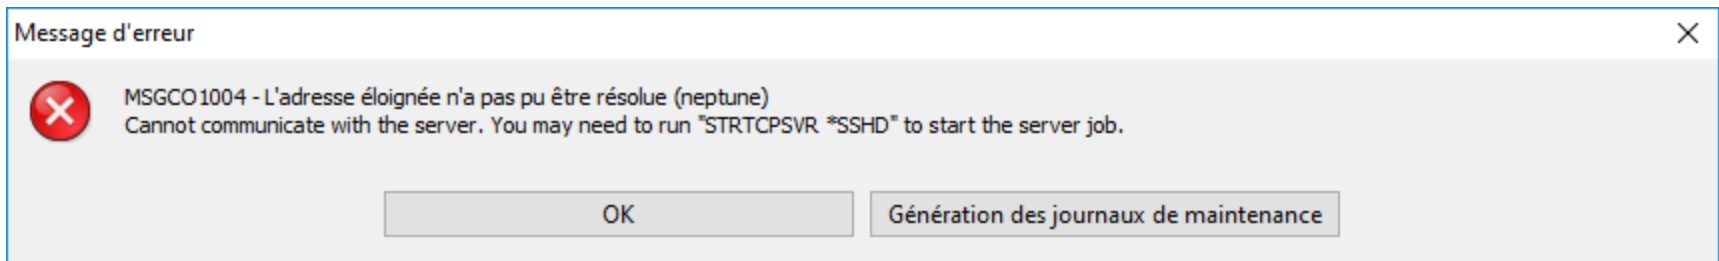 Message d'erreur
MSGCO1004 - L'adresse éloignée n'a pas pu être résolue (neptune)
Cannot communicate with the server. You may need to run "STRTCPSVR *SSHD" to start the server job.
OK
Génération des journaux de maintenance